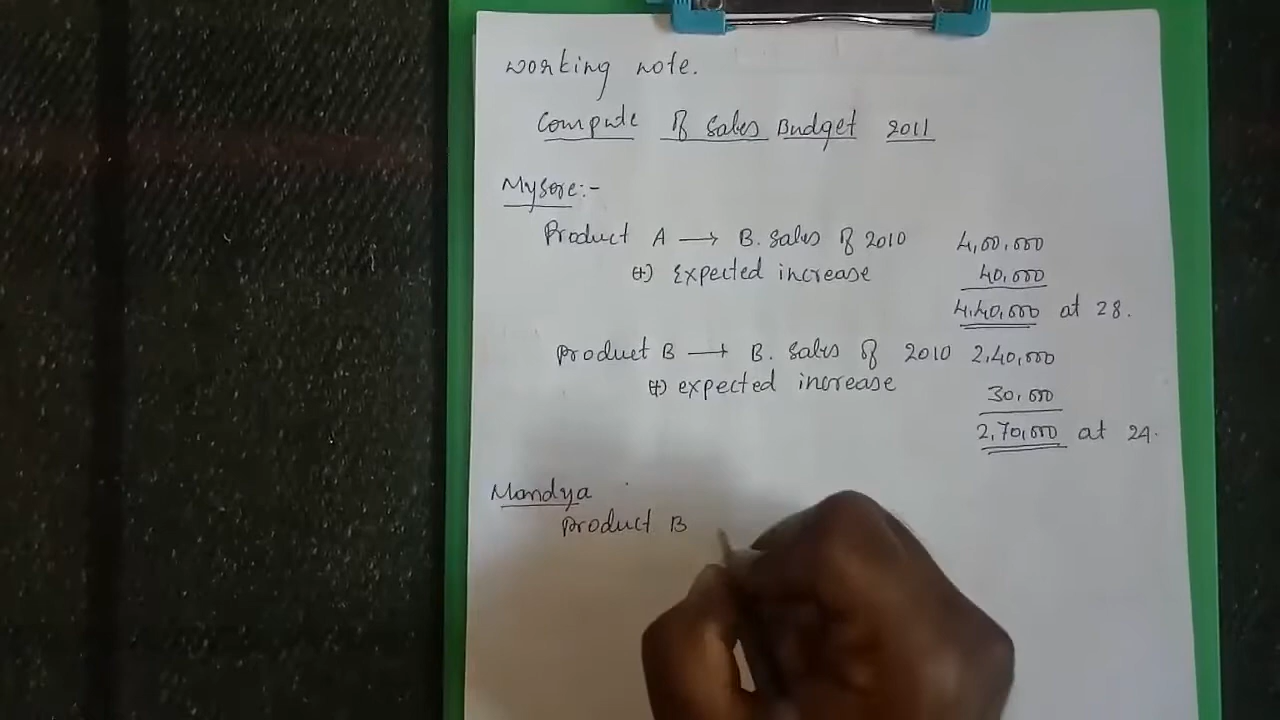 working note.
Compute of sales Budget 2011
Mysore:-
Product A → B. sales of 2010 4,00,000
(+) Expected increase 40,000
4,40,000 at 28.
product B → B. sales of 2010 2,40,000
(+) expected increase 30,000
2,70,000 at 24.
Mandya
product B